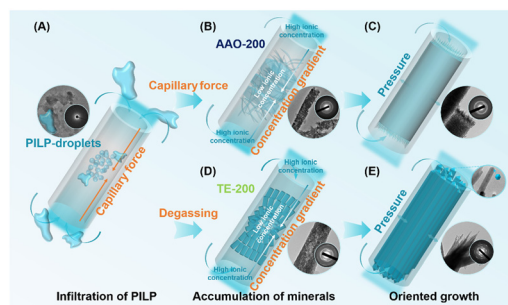 (A)
PILP-droplets
Capillary force
Infiltration of PILP
Capillary force
Degassing
(B)
High ionic
concentration
AAO-200
Low ionic
concentration
Concentration gradient
High ionic
concentration
(D)
High ionic
concentration
TE-200
Low ionic
concentration
Concentration gradient
High ionic
concentration
Accumulation of minerals
(C)
Pressure
(E)
Pressure
Oriented growth